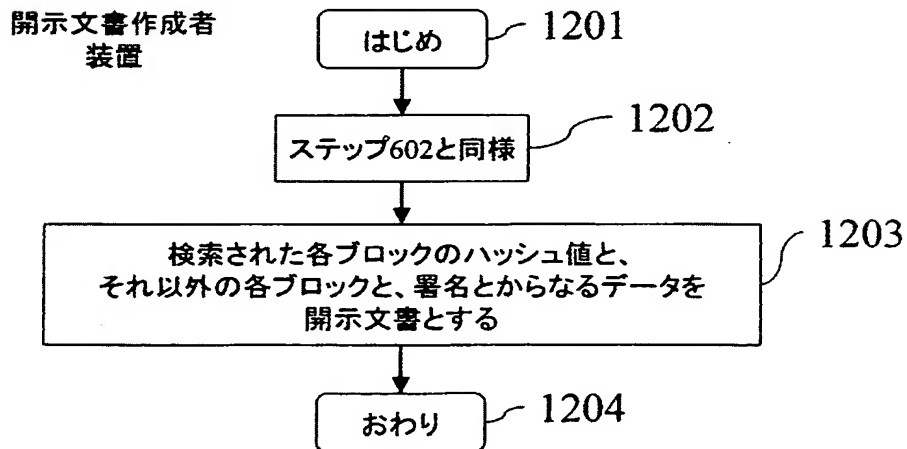 開示文書作成者
装置
はじめ
1201
ステップ602と同様
1202
検索された各ブロックのハッシュ値と、
それ以外の各ブロックと、署名とからなるデータを
開示文書とする
1203
おわり
1204